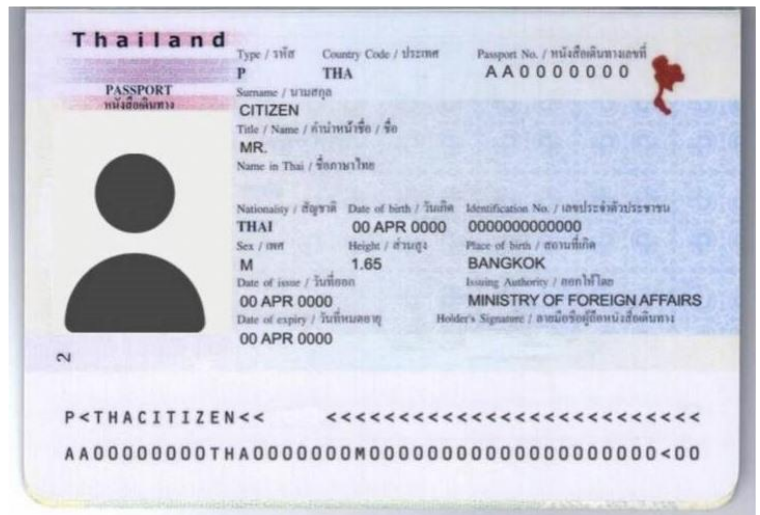 Thailand
Type / รหัส Country Code / ประเทศ Passport No. / หนังสือเดินทางเลขที่
P THA AA0000000
PASSPORT
หนังสือเดินทาง
Surname / นามสกุล
CITIZEN
Title / Name / คำนำหน้าชื่อ / ชื่อ
MR.
Name in Thai / ชื่อภาษาไทย
Nationality / สัญชาติ Date of birth / วันเกิด Identification No. / เลขประจำตัวประชาชน
THAI 00 APR 0000 0000000000000
Sex / เพศ Height / ส่วนสูง Place of birth / สถานที่เกิด
M 1.65 BANGKOK
Date of issue / วันที่ออก Issuing Authority / ออกให้โดย
00 APR 0000 MINISTRY OF FOREIGN AFFAIRS
Date of expiry / วันที่หมดอายุ Holder's Signature / ลายมือชื่อผู้ถือหนังสือเดินทาง
00 APR 0000
2
P<THACITIZEN<< <<<<<<<<<<<<<<<<<<<<<<<<<<
AA00000000THA0000000M0000000000000000000000<00